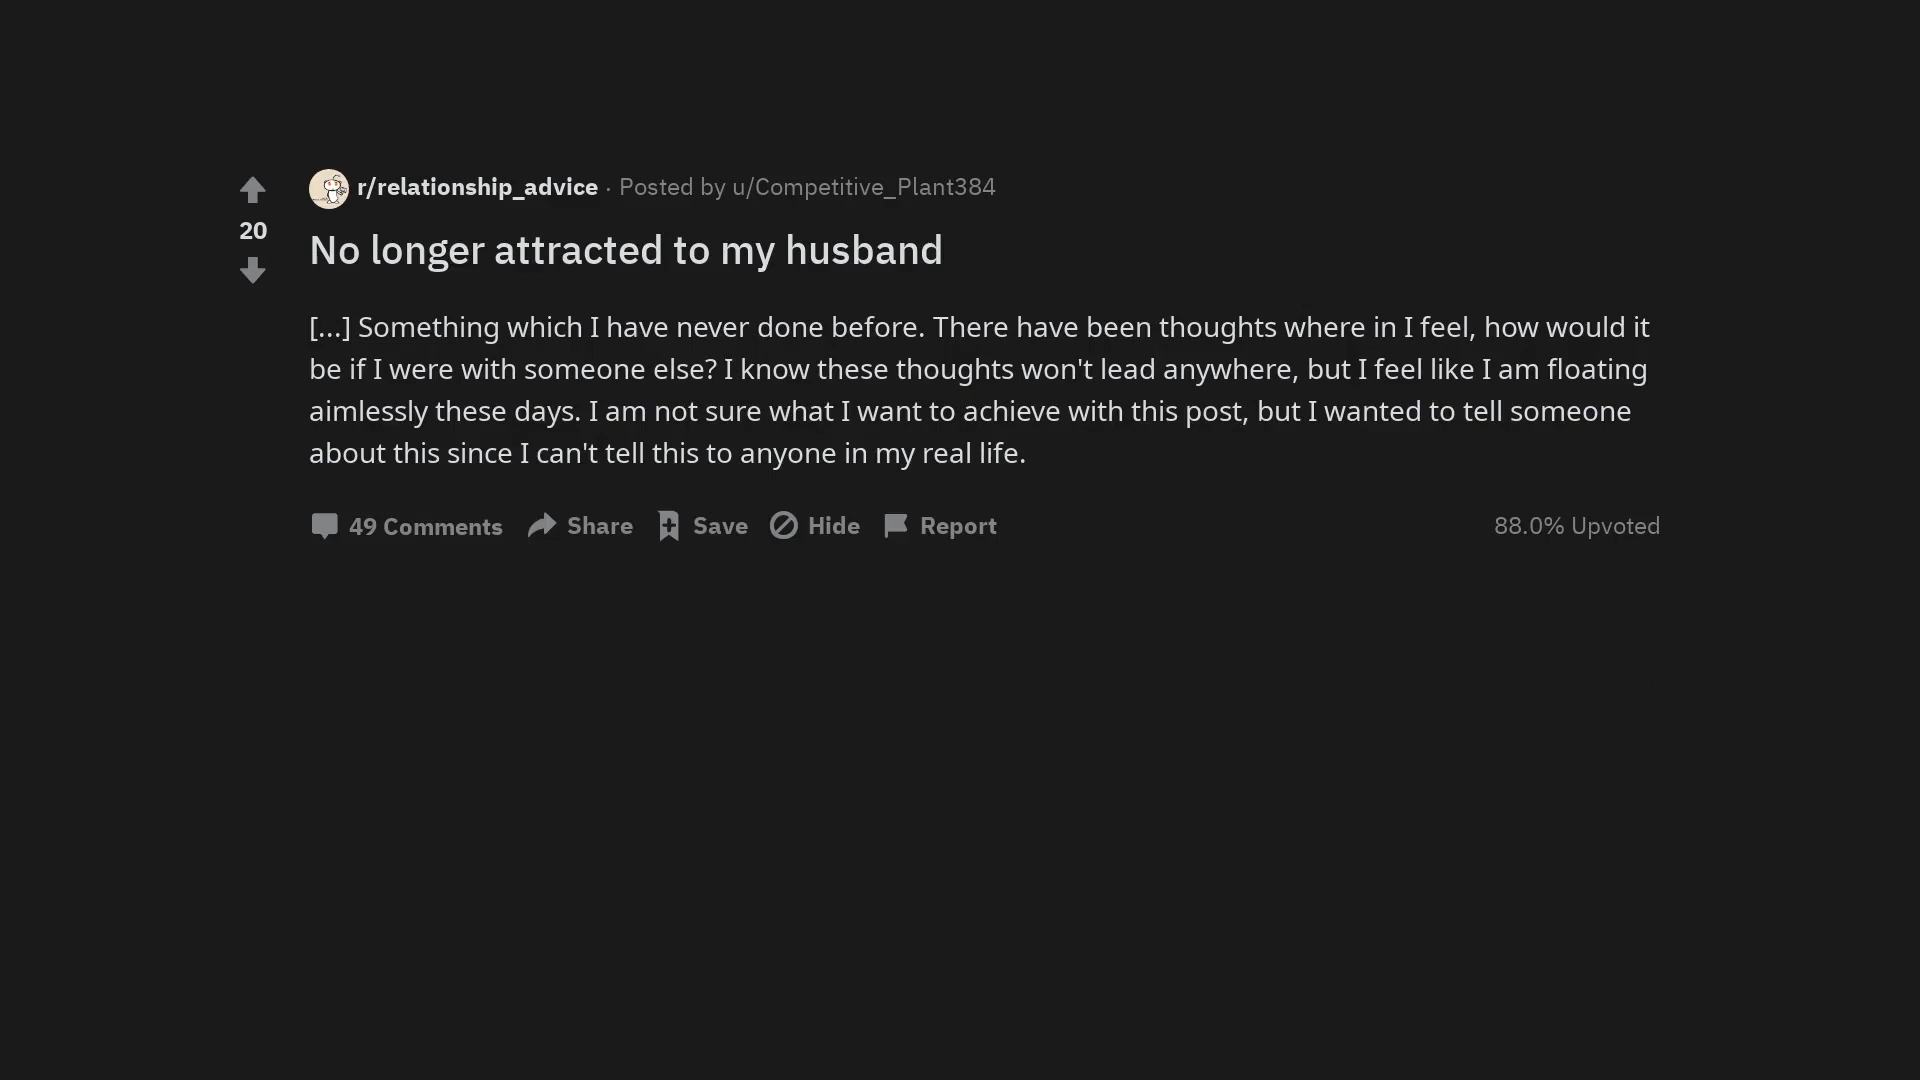 r/relationship_advice · Posted by u/Competitive_Plant384
20
No longer attracted to my husband
[...] Something which I have never done before. There have been thoughts where in I feel, how would it
be if I were with someone else? I know these thoughts won't lead anywhere, but I feel like I am floating
aimlessly these days. I am not sure what I want to achieve with this post, but I wanted to tell someone
about this since I can't tell this to anyone in my real life.
49 Comments Share Save Hide Report 88.0% Upvoted